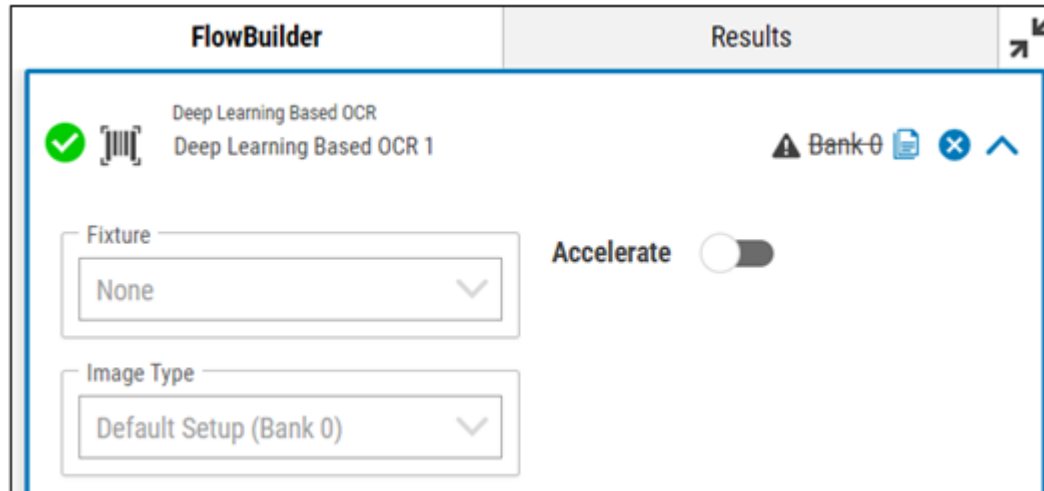 FlowBuilder
Results
Deep Learning Based OCR
Deep Learning Based OCR 1
Bank 0
Fixture
None
Accelerate
Image Type
Default Setup (Bank 0)